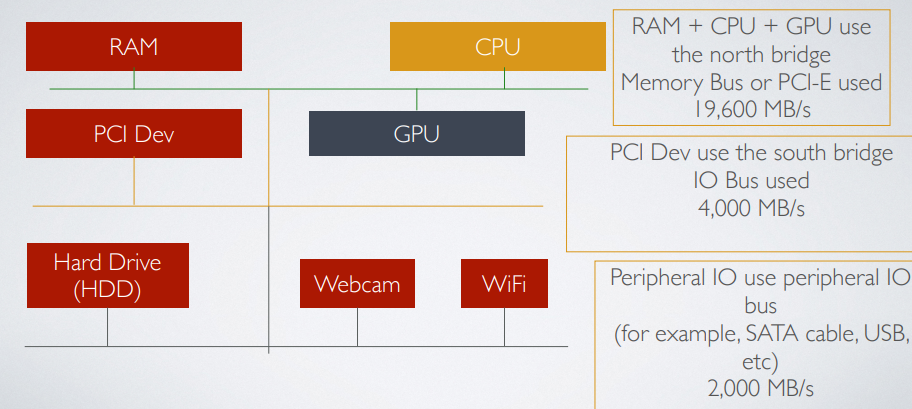 RAM
CPU
PCI Dev
GPU
Hard Drive
(HDD)
Webcam
WiFi
RAM + CPU + GPU use
the north bridge
Memory Bus or PCI-E used
19,600 MB/s
PCI Dev use the south bridge
IO Bus used
4,000 MB/s
Peripheral IO use peripheral IO
bus
(for example, SATA cable, USB,
etc)
2,000 MB/s